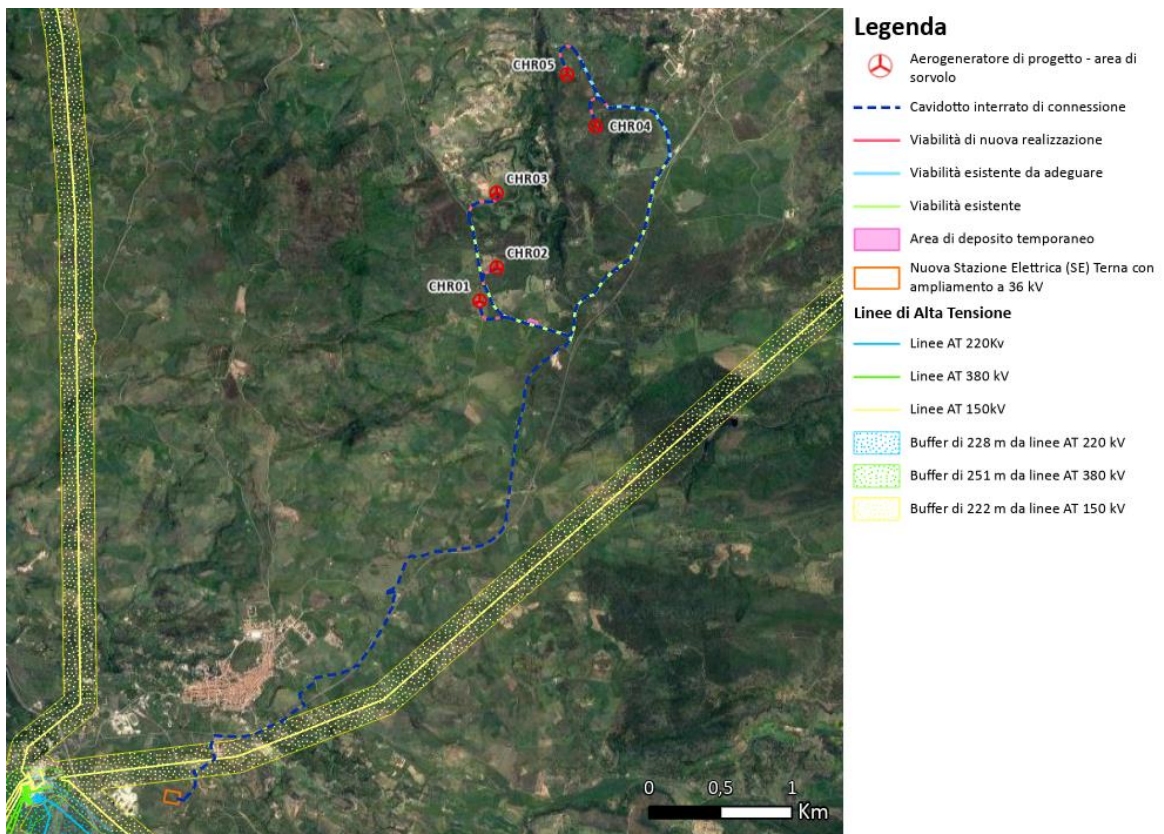 CHR05
CHR04
CHR03
CHR02
CHR01
0 0,5 1
Km
Legenda
Aerogeneratore di progetto - area di
sorvolo
Cavidotto interrato di connessione
Viabilità di nuova realizzazione
Viabilità esistente da adeguare
Viabilità esistente
Area di deposito temporaneo
Nuova Stazione Elettrica (SE) Terna con
ampliamento a 36 kV
Linee di Alta Tensione
Linee AT 220Kv
Linee AT 380 kV
Linee AT 150kV
Buffer di 228 m da linee AT 220 kV
Buffer di 251 m da linee AT 380 kV
Buffer di 222 m da linee AT 150 kV